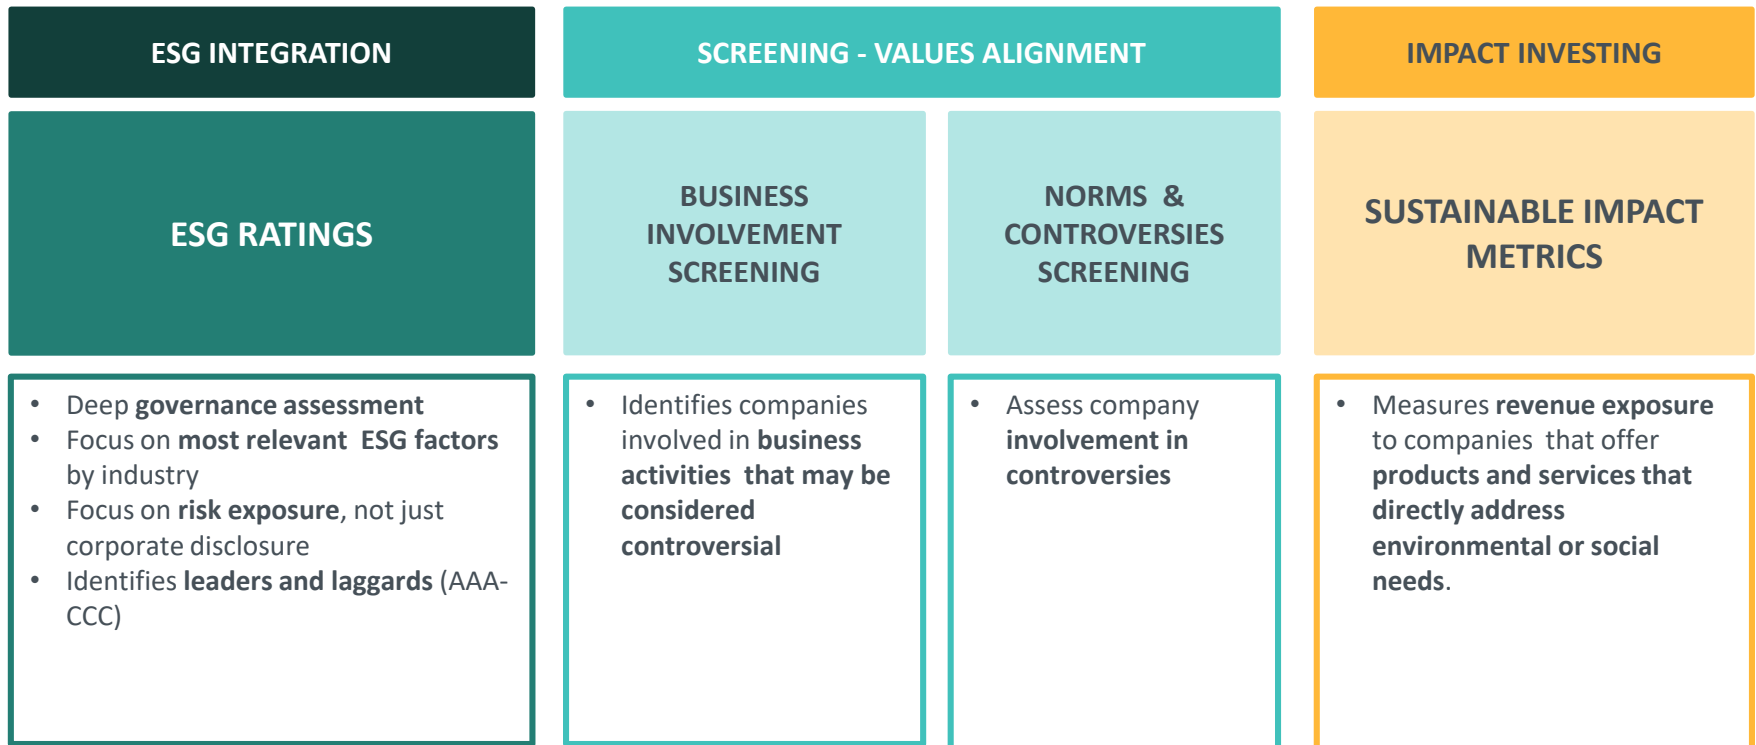 ESG INTEGRATION
SCREENING - VALUES ALIGNMENT
IMPACT INVESTING
ESG RATINGS
BUSINESS
INVOLVEMENT
SCREENING
NORMS &
CONTROVERSIES
SCREENING
SUSTAINABLE IMPACT
METRICS
• Deep governance assessment
• Focus on most relevant ESG factors
by industry
• Focus on risk exposure, not just
corporate disclosure
• Identifies leaders and laggards (AAA-
CCC)
• Identifies companies
involved in business
activities that may be
considered
controversial
• Assess company
involvement in
controversies
• Measures revenue exposure
to companies that offer
products and services that
directly address
environmental or social
needs.